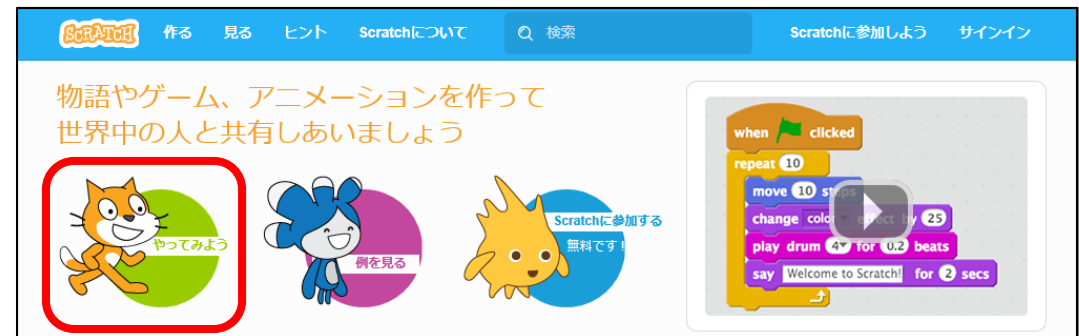 SCRATCH 作る 見る ヒント Scratchについて 検索 Scratchに参加しよう サインイン
物語やゲーム、アニメーションを作って
世界中の人と共有しあいましょう
やってみよう
例を見る
Scratchに参加する
無料です!
when clicked
repeat 10
move 10 steps
change color effect by 25
play drum 4 for 0.2 beats
say Welcome to Scratch! for 2 secs